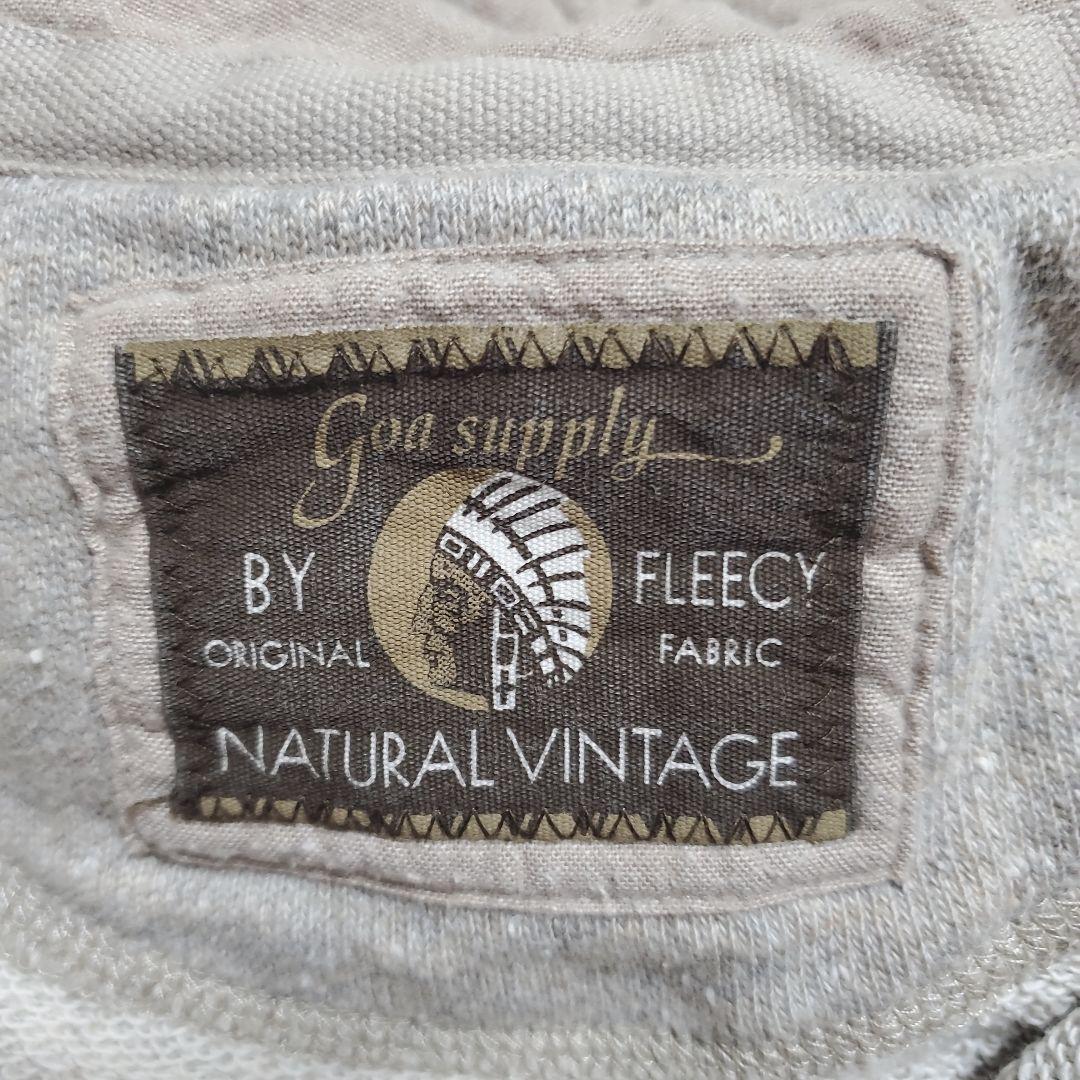 Goa supply
BY FLEECY
ORIGINAL FABRIC
NATURAL VINTAGE